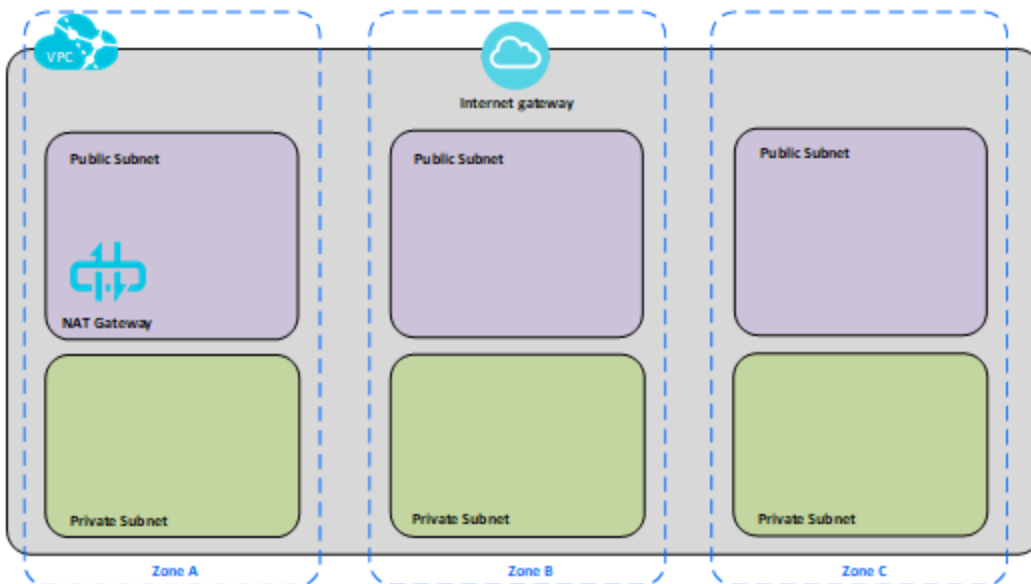 VPC
Internet gateway
Public Subnet
Public Subnet
Public Subnet
NAT Gateway
Private Subnet
Private Subnet
Private Subnet
Zone A
Zone B
Zone C